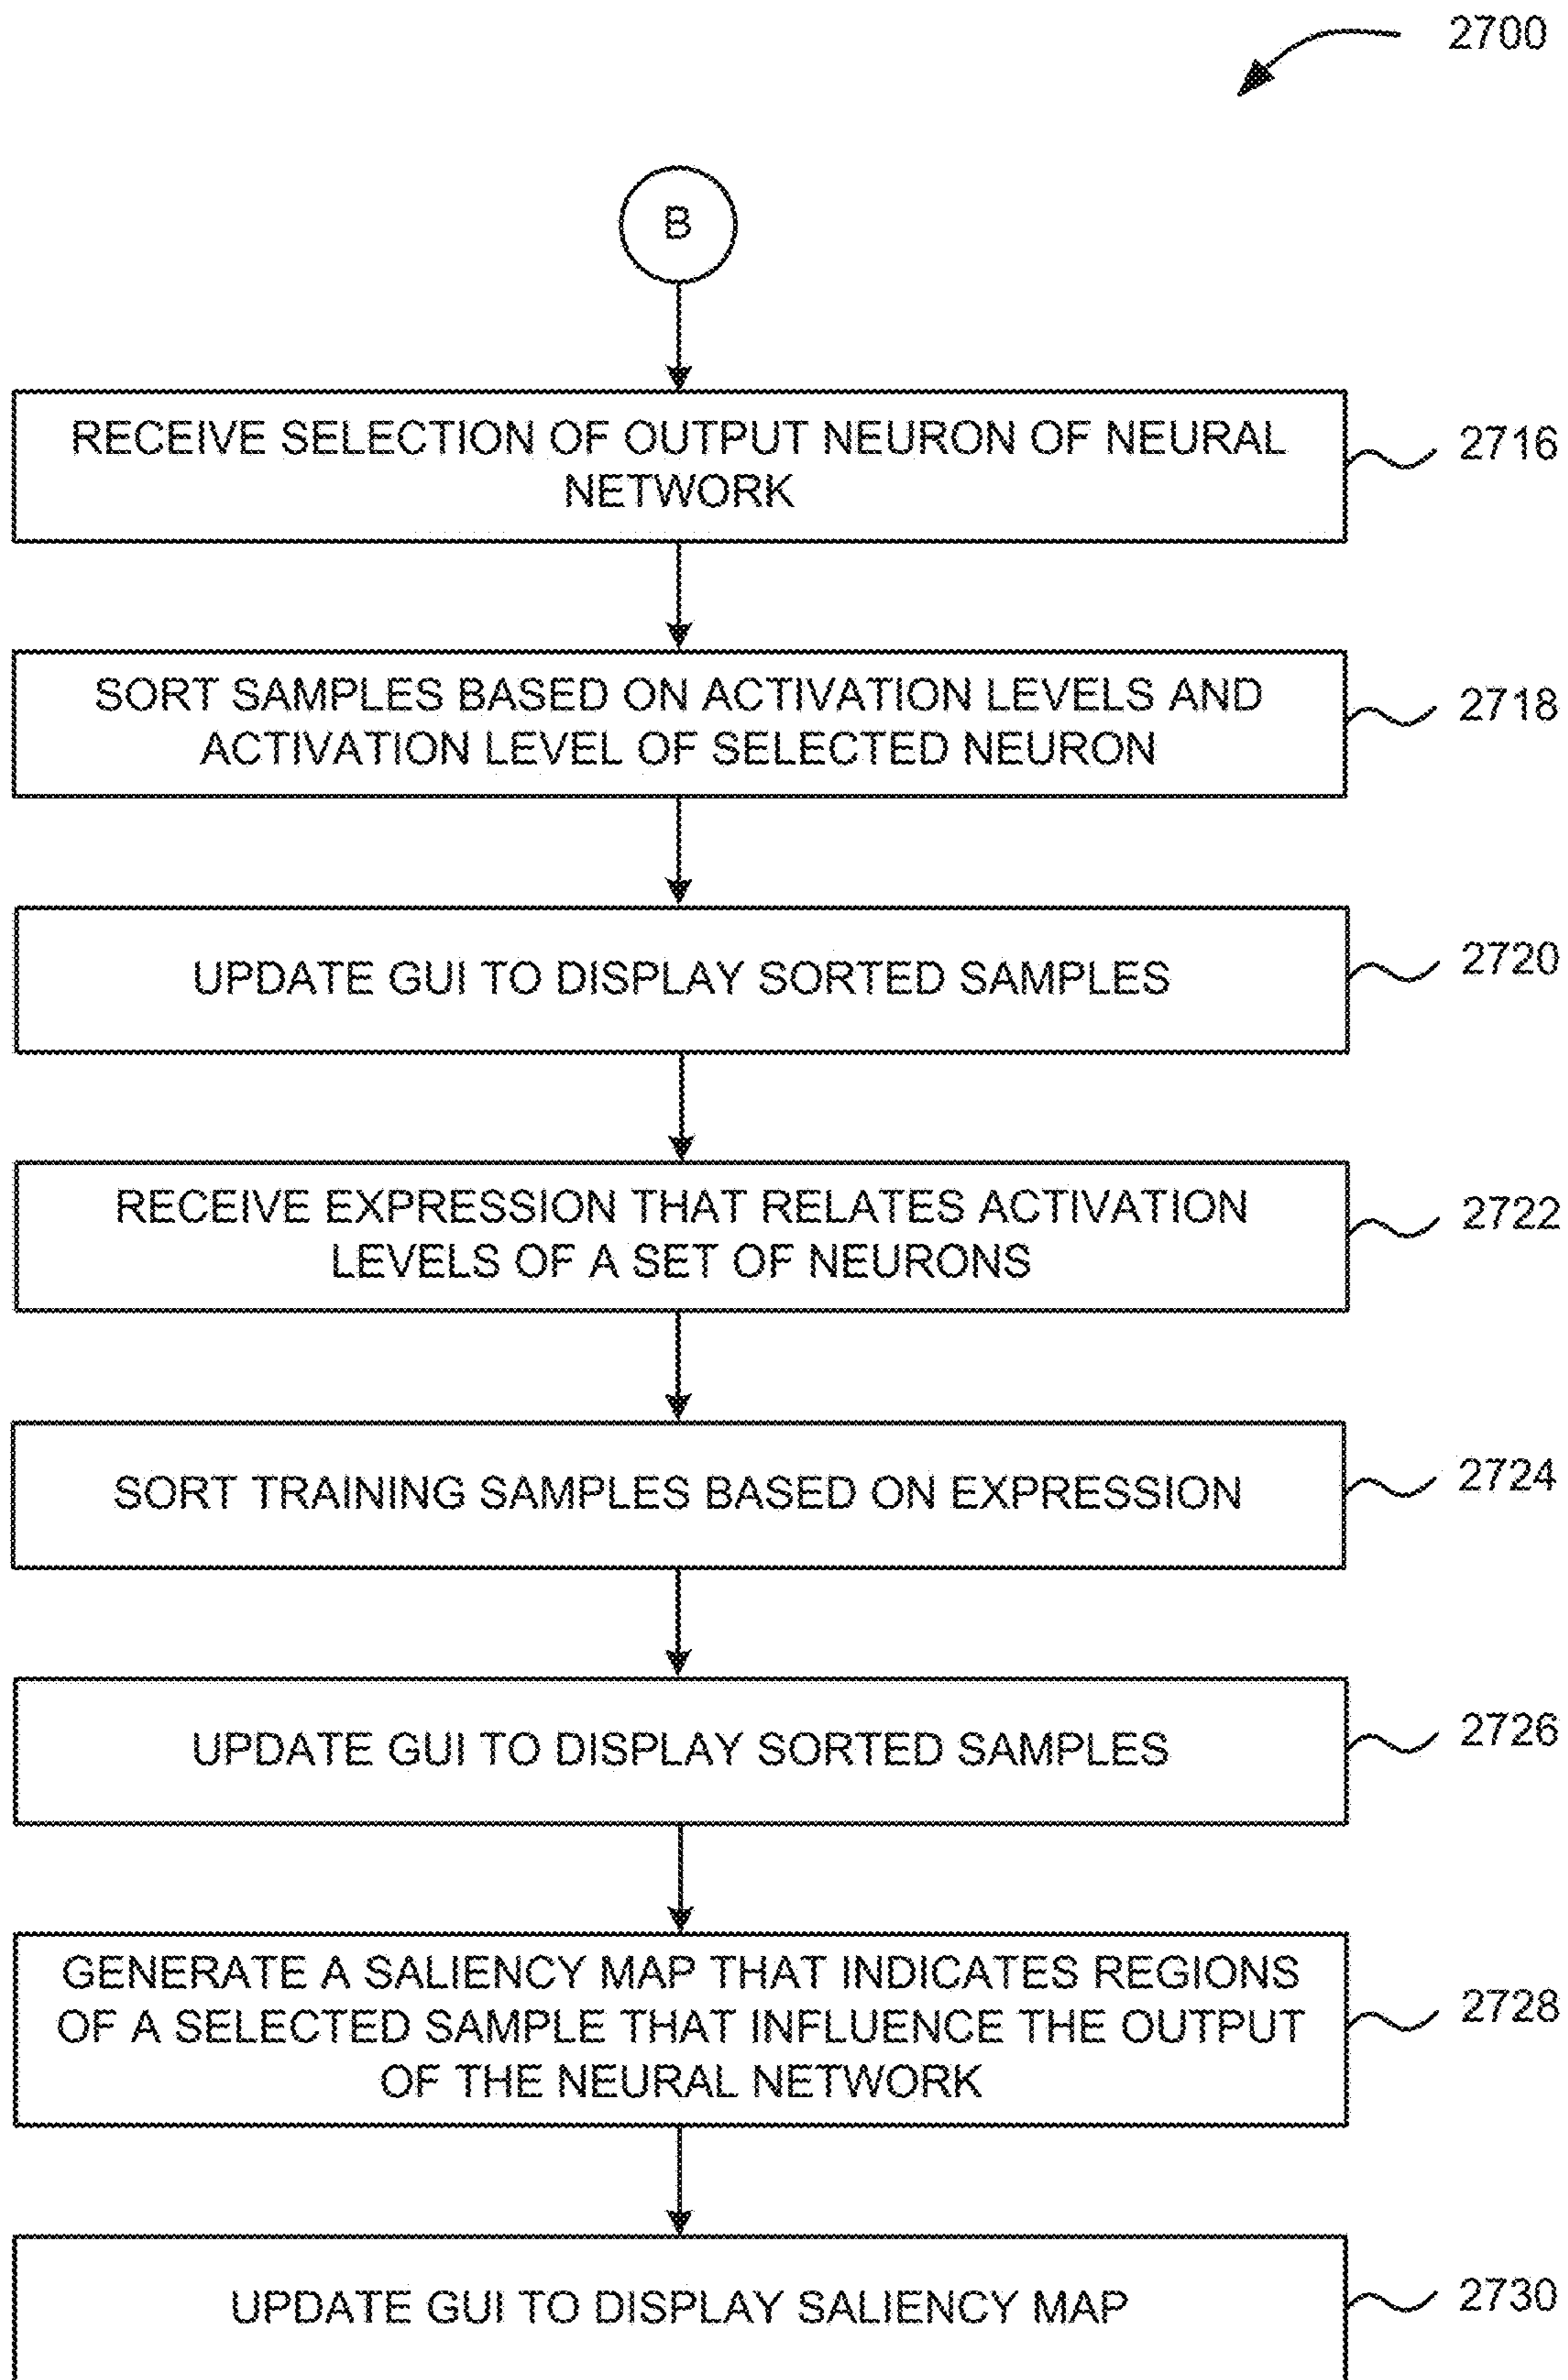 2700
B
RECEIVE SELECTION OF OUTPUT NEURON OF NEURAL
NETWORK
2716
SORT SAMPLES BASED ON ACTIVATION LEVELS AND
ACTIVATION LEVEL OF SELECTED NEURON
2718
UPDATE GUI TO DISPLAY SORTED SAMPLES
2720
RECEIVE EXPRESSION THAT RELATES ACTIVATION
LEVELS OF A SET OF NEURONS
2722
SORT TRAINING SAMPLES BASED ON EXPRESSION
2724
UPDATE GUI TO DISPLAY SORTED SAMPLES
2726
GENERATE A SALIENCY MAP THAT INDICATES REGIONS
OF A SELECTED SAMPLE THAT INFLUENCE THE OUTPUT
OF THE NEURAL NETWORK
2728
UPDATE GUI TO DISPLAY SALIENCY MAP
2730